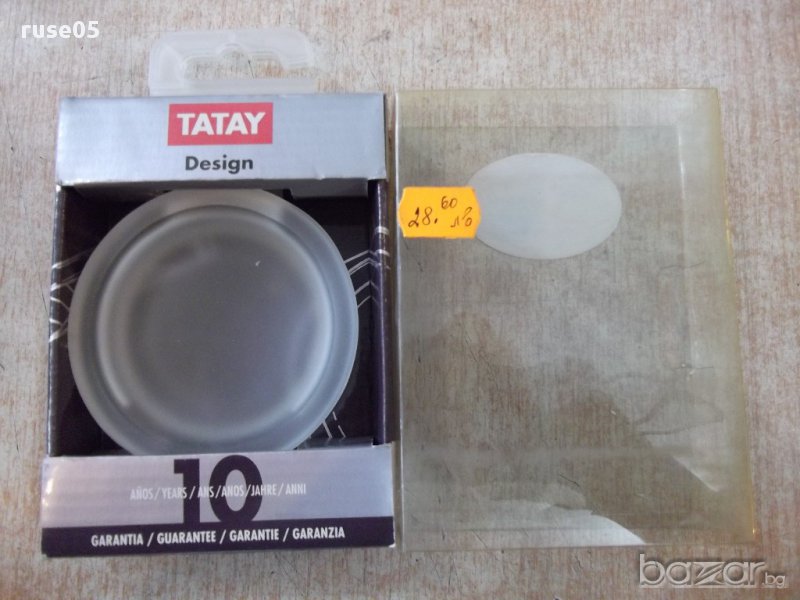 ruse05
TATAY
Design
28.60 лв
10
AÑOS/YEARS/ANS/ANOS/JAHRE/ANNI
GARANTIA / GUARANTEE / GARANTIE / GARANZIA
bazar.bg